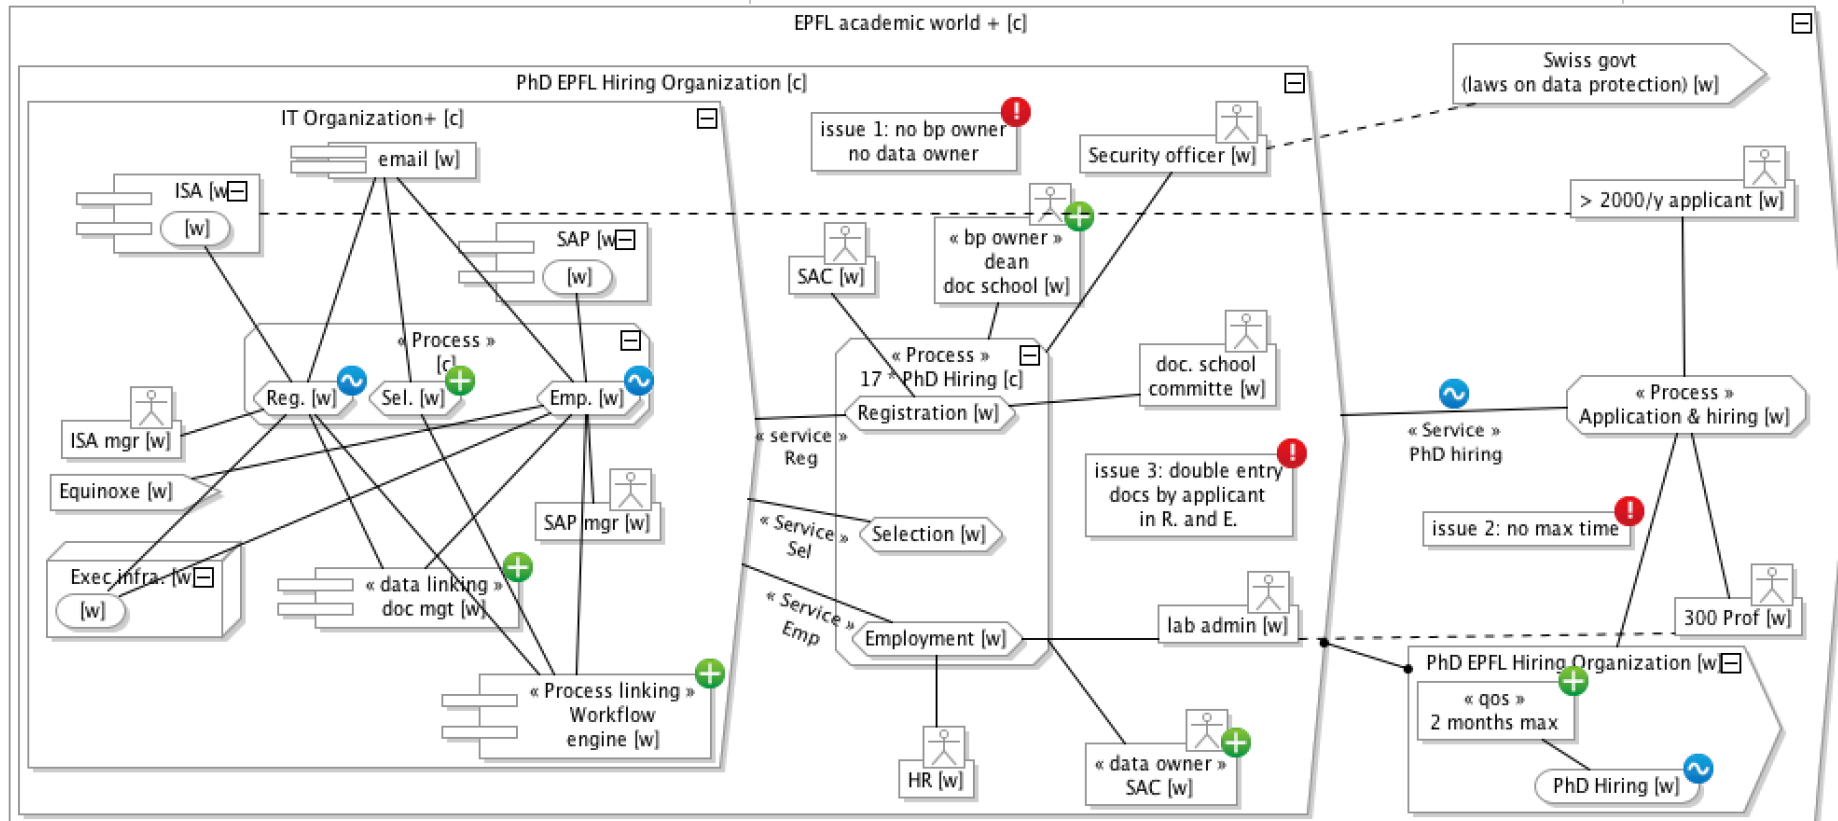 EPFL academic world + [c]
Swiss govt
(laws on data protection) [w]
PhD EPFL Hiring Organization [c]
IT Organization+ [c]
issue 1: no bp owner
no data owner
Security officer [w]
email [w]
ISA [w
[w]
> 2000/y applicant [w]
SAP [w
[w]
SAC [w]
« bp owner »
dean
doc school [w]
« Process »
[c]
Reg. [w]
Sel. [w]
Emp. [w]
« Process »
17 * PhD Hiring [c]
Registration [w]
doc. school
committe [w]
« Process »
Application & hiring [w]
« Service »
PhD hiring
ISA mgr [w]
« service »
Reg
Equinoxe [w]
SAP mgr [w]
issue 3: double entry
docs by applicant
in R. and E.
issue 2: no max time
« Service »
Sel
Selection [w]
Exec infra. [w
[w]
« data linking »
doc mgt [w]
« Service »
Emp
Employment [w]
lab admin [w]
300 Prof [w]
PhD EPFL Hiring Organization [w]
« qos »
2 months max
PhD Hiring [w]
« Process linking »
Workflow
engine [w]
HR [w]
« data owner »
SAC [w]